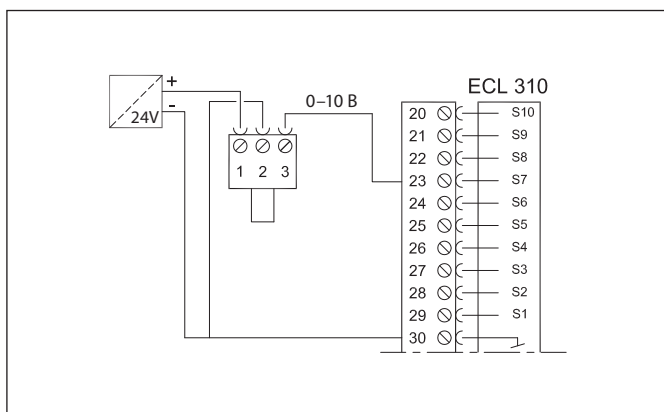 ECL 310
+
-
24V
0–10 В
1 2 3
20 S10
21 S9
22 S8
23 S7
24 S6
25 S5
26 S4
27 S3
28 S2
29 S1
30